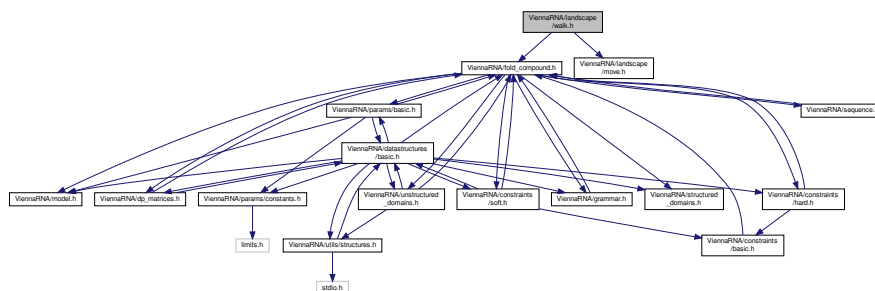 ViennaRNA/landscape
/walk.h
ViennaRNA/fold_compound.h
ViennaRNA/landscape
/move.h
ViennaRNA/params/basic.h
ViennaRNA/sequence.h
ViennaRNA/datastructures
/basic.h
ViennaRNA/model.h
ViennaRNA/dp_matrices.h
ViennaRNA/params/constants.h
ViennaRNA/unstructured
_domains.h
ViennaRNA/constraints
/soft.h
ViennaRNA/grammar.h
ViennaRNA/structured
_domains.h
ViennaRNA/constraints
/hard.h
limits.h
ViennaRNA/utils/structures.h
ViennaRNA/constraints
/basic.h
stdio.h